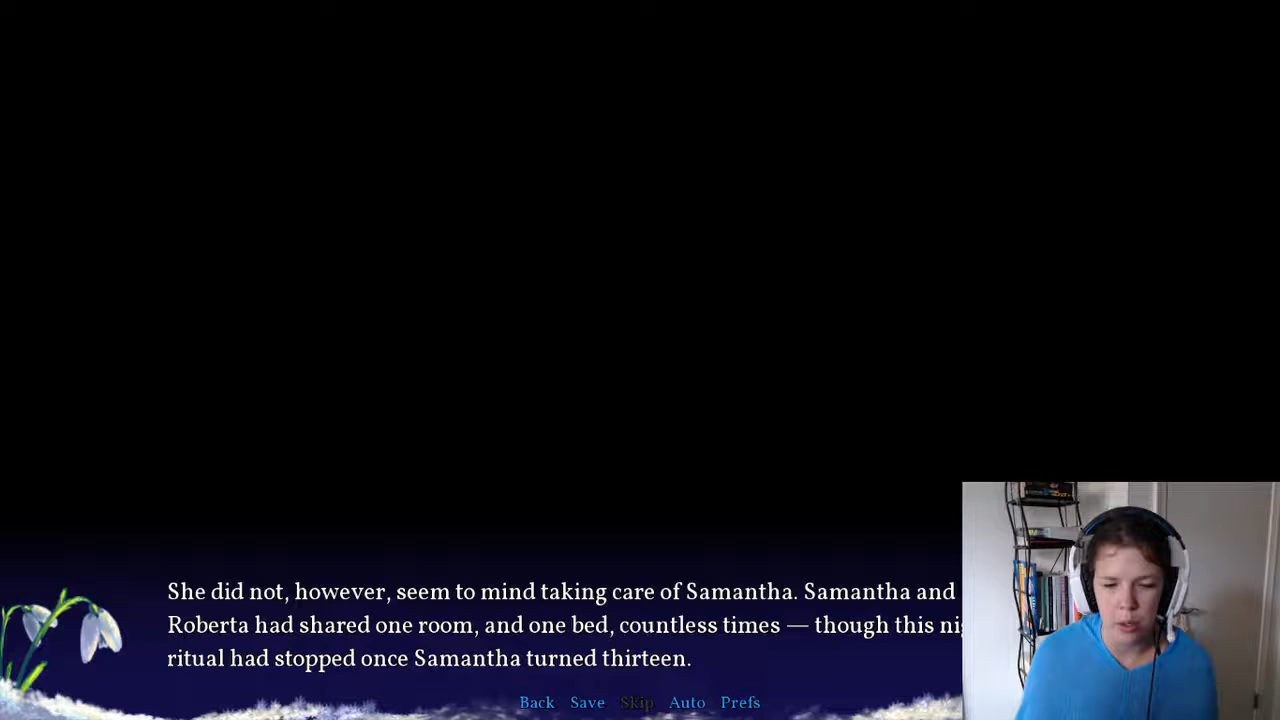 She did not, however, seem to mind taking care of Samantha. Samantha and
Roberta had shared one room, and one bed, countless times — though this
ritual had stopped once Samantha turned thirteen.
Back Save Skip Auto Prefs